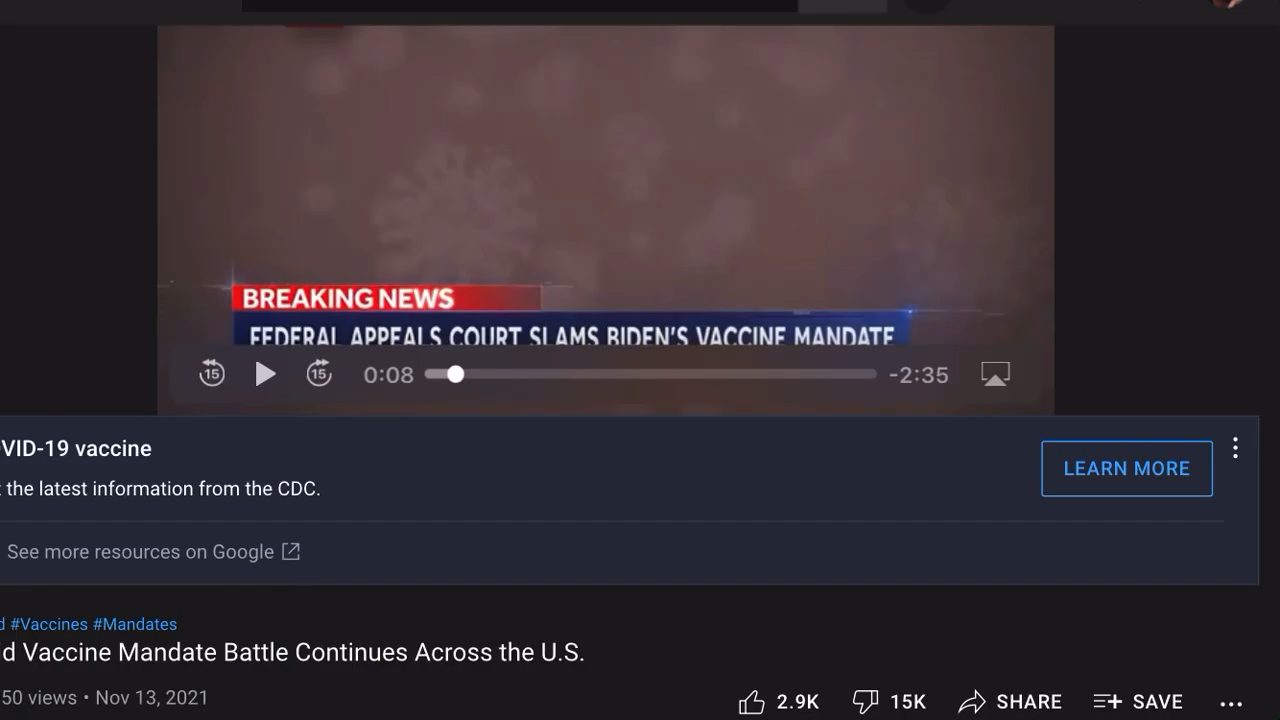 BREAKING NEWS
FEDERAL APPEALS COURT SLAMS BIDEN'S VACCINE MANDATE
15
15
0:08
-2:35
VID-19 vaccine
LEARN MORE
the latest information from the CDC.
See more resources on Google
#Vaccines #Mandates
d Vaccine Mandate Battle Continues Across the U.S.
50 views • Nov 13, 2021
2.9K
15K
SHARE
SAVE